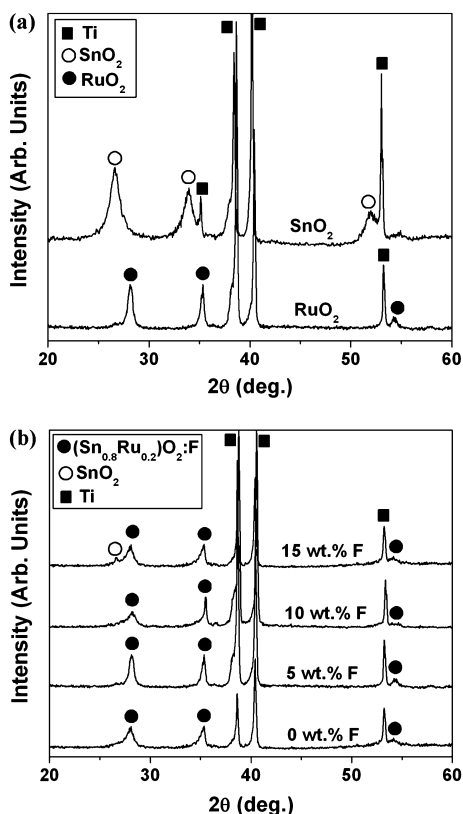 (a)
Ti
SnO₂
RuO₂
Intensity (Arb. Units)
SnO₂
RuO₂
20 30 40 50 60
2θ (deg.)
(b)
(Sn₀.₈Ru₀.₂)O₂:F
SnO₂
Ti
Intensity (Arb. Units)
15 wt.% F
10 wt.% F
5 wt.% F
0 wt.% F
20 30 40 50 60
2θ (deg.)